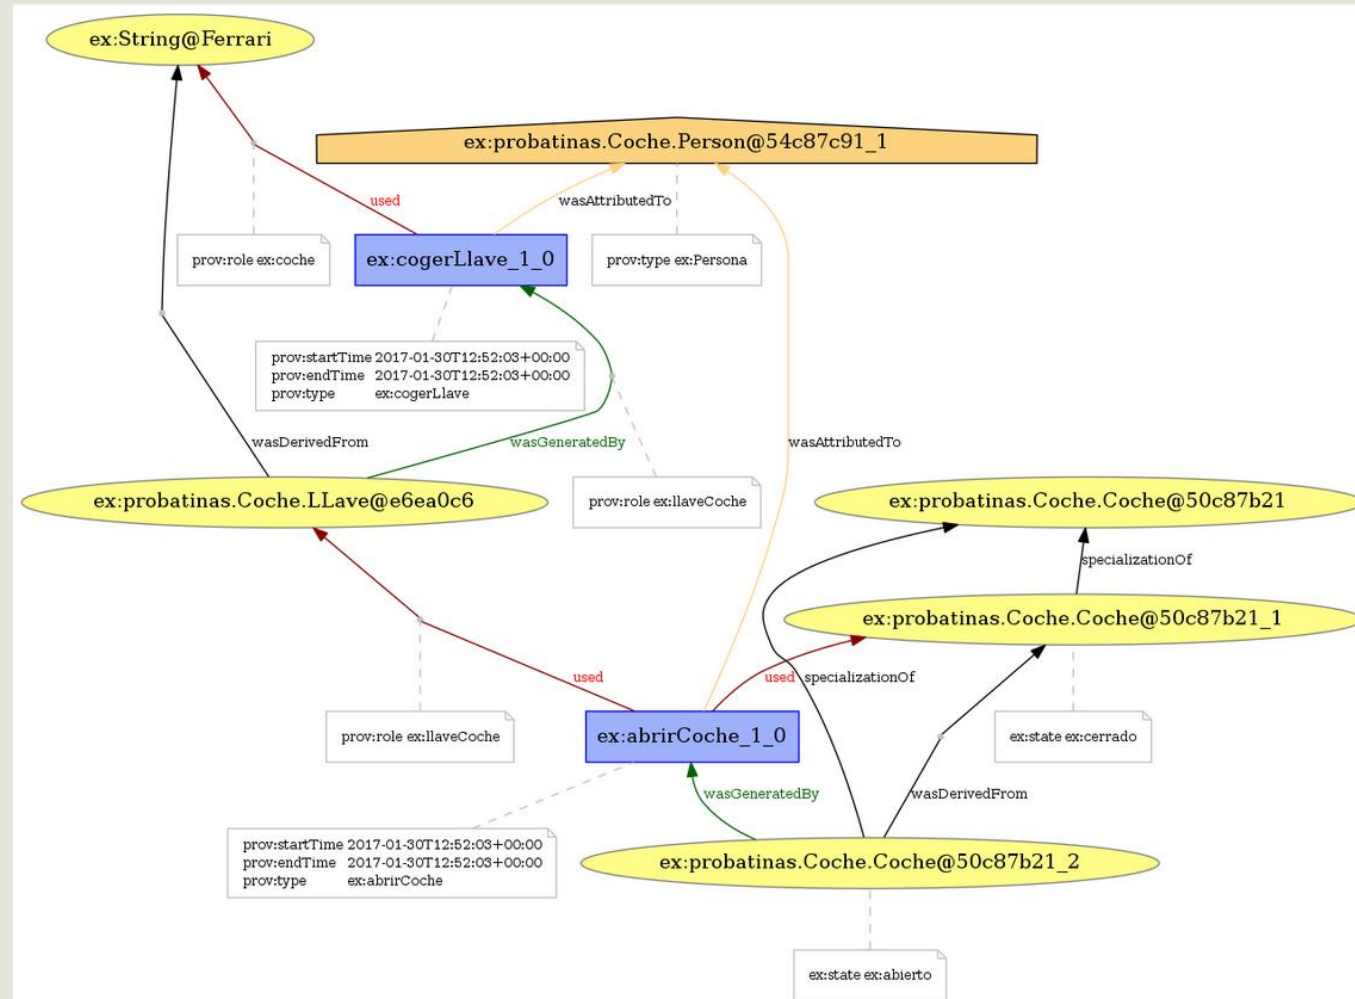 ex:String@Ferrari
ex:probatinas.Coche.Person@54c87c91_1
used
wasAttributedTo
prov:role ex:coche
ex:cogerLlave_1_0
prov:type ex:Persona
prov:startTime 2017-01-30T12:52:03+00:00
prov:endTime 2017-01-30T12:52:03+00:00
prov:type ex:cogerLlave
wasDerivedFrom
wasGeneratedBy
wasAttributedTo
ex:probatinas.Coche.LLave@e6ea0c6
prov:role ex:llaveCoche
ex:probatinas.Coche.Coche@50c87b21
specializationOf
ex:probatinas.Coche.Coche@50c87b21_1
used
used
specializationOf
prov:role ex:llaveCoche
ex:abrirCoche_1_0
ex:state ex:cerrado
wasGeneratedBy
wasDerivedFrom
prov:startTime 2017-01-30T12:52:03+00:00
prov:endTime 2017-01-30T12:52:03+00:00
prov:type ex:abrirCoche
ex:probatinas.Coche.Coche@50c87b21_2
ex:state ex:abierto